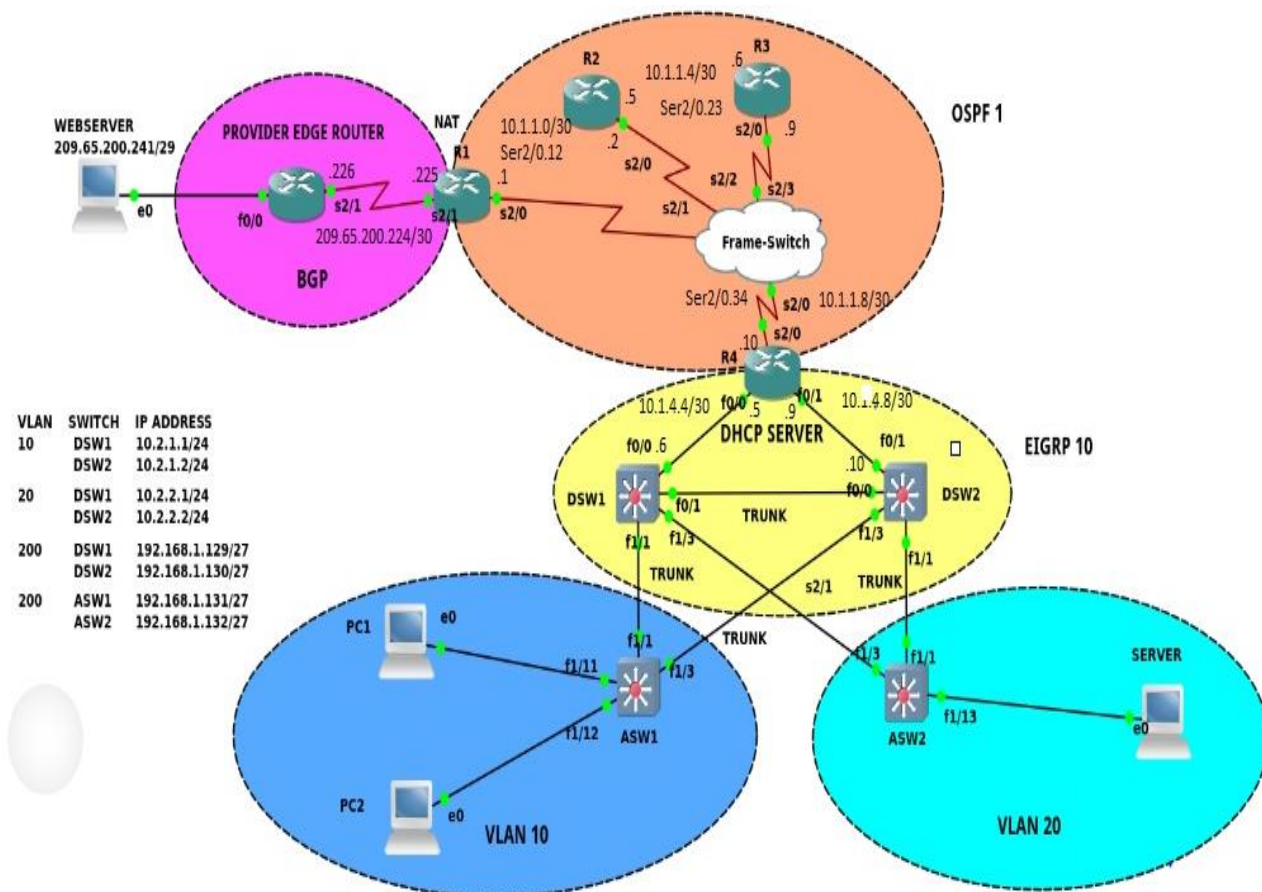 R3
R2
.6
10.1.1.4/30
OSPF 1
Ser2/0.23
.5
WEBSERVER
209.65.200.241/29
PROVIDER EDGE ROUTER
NAT
10.1.1.0/30
s2/0
.9
Ser2/0.12
.2
R1
.226
.225
.1
s2/0
s2/2
s2/3
e0
f0/0
s2/1
s2/1
s2/0
s2/1
209.65.200.224/30
Frame-Switch
BGP
Ser2/0.34
s2/0
10.1.1.8/30
s2/0
.10
R4
10.1.4.4/30
f0/0
.5
.9
f0/1
10.1.4.8/30
DHCP SERVER
EIGRP 10
f0/0
.6
f0/1
.10
DSW1
f0/1
f0/0
DSW2
TRUNK
f1/3
f1/3
f1/1
f1/1
TRUNK
TRUNK
s2/1
TRUNK
VLAN SWITCH IP ADDRESS
10 DSW1 10.2.1.1/24
DSW2 10.2.1.2/24
20 DSW1 10.2.2.1/24
DSW2 10.2.2.2/24
200 DSW1 192.168.1.129/27
DSW2 192.168.1.130/27
200 ASW1 192.168.1.131/27
ASW2 192.168.1.132/27
PC1
e0
f1/1
f1/11
f1/3
f1/12
ASW1
PC2
e0
VLAN 10
f1/3
f1/1
SERVER
f1/13
e0
ASW2
VLAN 20